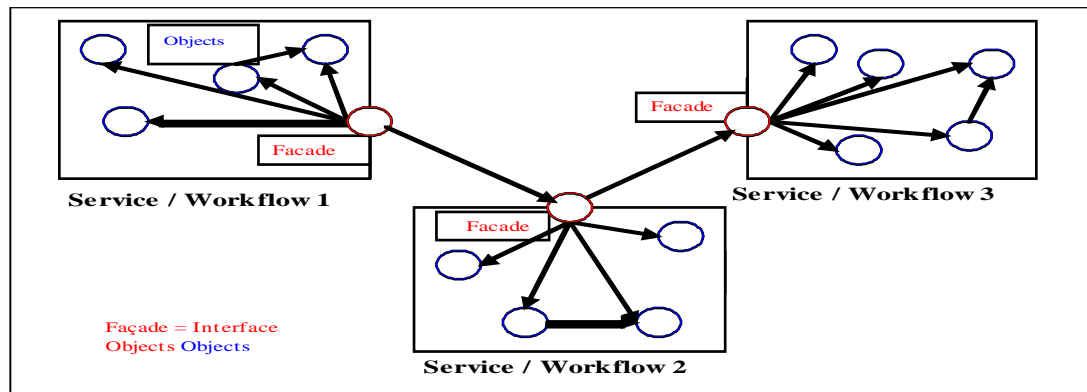 Objects
Facade
Service / Workflow 1
Facade
Service / Workflow 3
Facade
Service / Workflow 2
Façade = Interface
Objects Objects